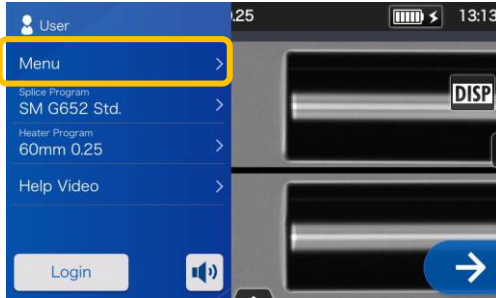 User
.25
13:13
Menu
Splice Program
SM G652 Std.
DISP
Heater Program
60mm 0.25
Help Video
Login